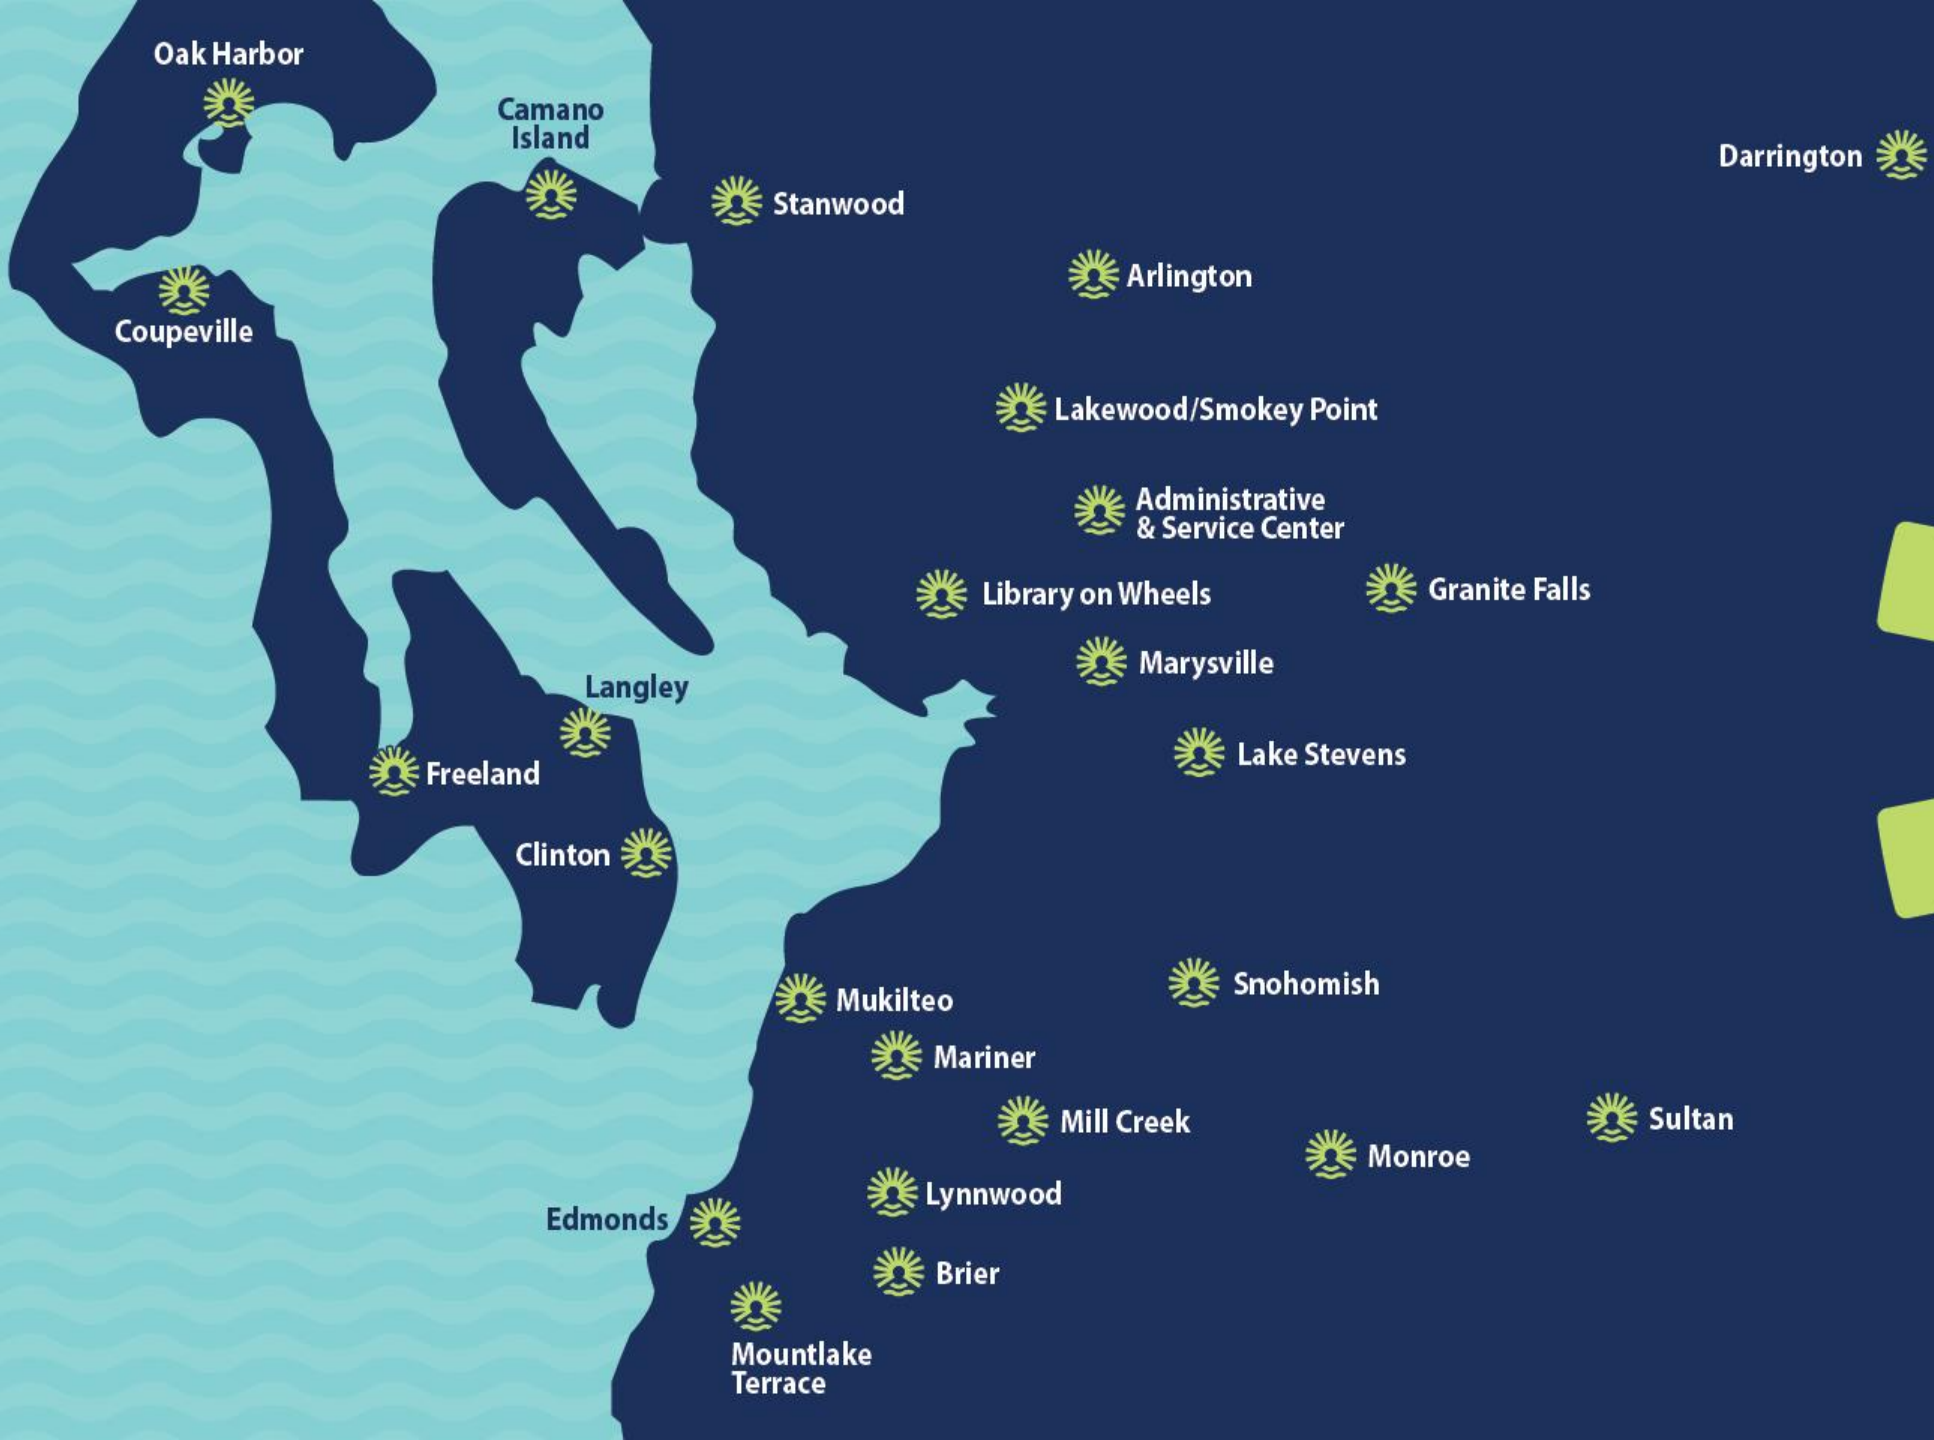 Oak Harbor
Camano
Island
Darrington
Stanwood
Arlington
Coupeville
Lakewood/Smokey Point
Administrative
& Service Center
Library on Wheels
Granite Falls
Marysville
Langley
Lake Stevens
Freeland
Clinton
Snohomish
Mukilteo
Mariner
Mill Creek
Sultan
Monroe
Lynnwood
Edmonds
Brier
Mountlake
Terrace